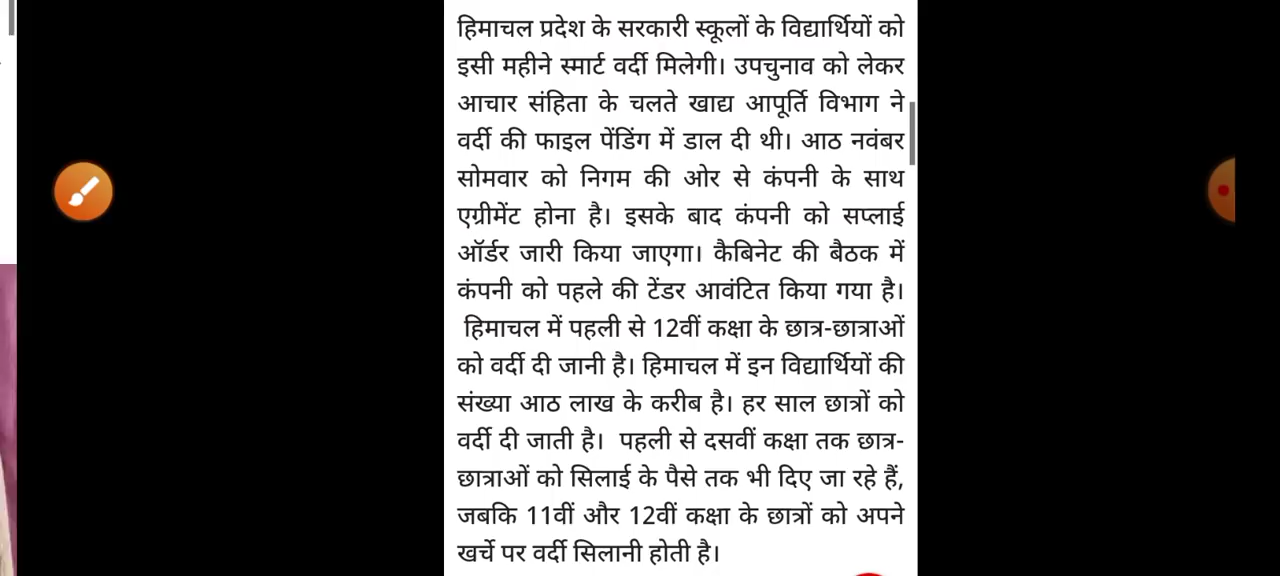 हिमाचल प्रदेश के सरकारी स्कूलों के विद्यार्थियों को
इसी महीने स्मार्ट वर्दी मिलेगी। उपचुनाव को लेकर
आचार संहिता के चलते खाद्य आपूर्ति विभाग ने
वर्दी की फाइल पेंडिंग में डाल दी थी। आठ नवंबर
सोमवार को निगम की ओर से कंपनी के साथ
एग्रीमेंट होना है। इसके बाद कंपनी को सप्लाई
ऑर्डर जारी किया जाएगा। कैबिनेट की बैठक में
कंपनी को पहले की टेंडर आवंटित किया गया है।
हिमाचल में पहली से 12वीं कक्षा के छात्र-छात्राओं
को वर्दी दी जानी है। हिमाचल में इन विद्यार्थियों की
संख्या आठ लाख के करीब है। हर साल छात्रों को
वर्दी दी जाती है। पहली से दसवीं कक्षा तक छात्र-
छात्राओं को सिलाई के पैसे तक भी दिए जा रहे हैं,
जबकि 11वीं और 12वीं कक्षा के छात्रों को अपने
खर्चे पर वर्दी सिलानी होती है।